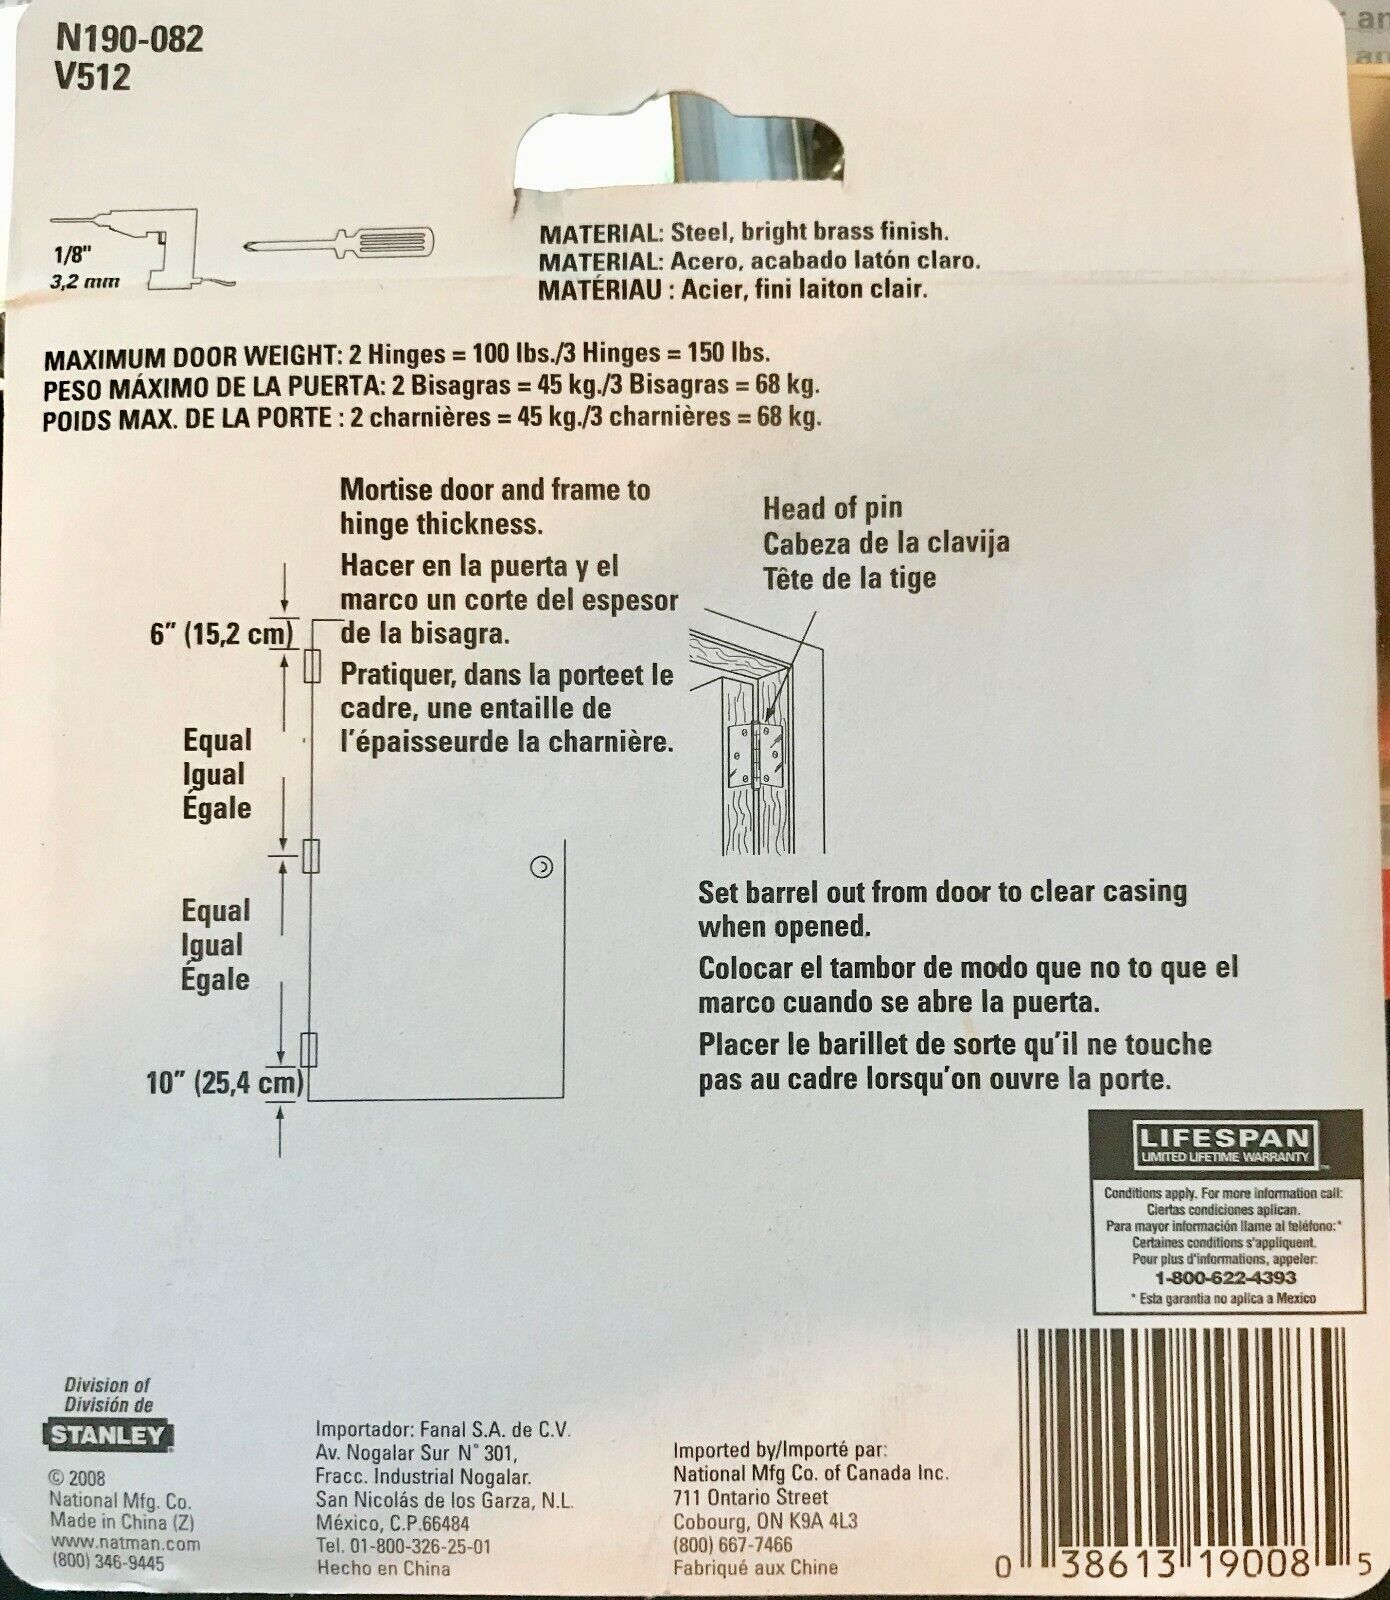 N190-082
V512
1/8"
3,2 mm
MATERIAL: Steel, bright brass finish.
MATERIAL: Acero, acabado latón claro.
MATÉRIAU : Acier, fini laiton clair.
MAXIMUM DOOR WEIGHT: 2 Hinges = 100 lbs./3 Hinges = 150 lbs.
PESO MÁXIMO DE LA PUERTA: 2 Bisagras = 45 kg./3 Bisagras = 68 kg.
POIDS MAX. DE LA PORTE : 2 charnières = 45 kg./3 charnières = 68 kg.
Mortise door and frame to
hinge thickness.
Hacer en la puerta y el
marco un corte del espesor
de la bisagra.
Pratiquer, dans la porteet le
cadre, une entaille de
l'épaisseurde la charnière.
6" (15,2 cm)
Equal
Igual
Égale
Equal
Igual
Égale
10" (25,4 cm)
Head of pin
Cabeza de la clavija
Tête de la tige
Set barrel out from door to clear casing
when opened.
Colocar el tambor de modo que no to que el
marco cuando se abre la puerta.
Placer le barillet de sorte qu'il ne touche
pas au cadre lorsqu'on ouvre la porte.
LIFESPAN
LIMITED LIFETIME WARRANTY
Conditions apply. For more information call:
Ciertas condiciones aplican.
Para mayor información llame al teléfono:*
Certaines conditions s'appliquent.
Pour plus d'informations, appeler:
1-800-622-4393
* Esta garantia no aplica a Mexico
Division of
División de
STANLEY
© 2008
National Mfg. Co.
Made in China (Z)
www.natman.com
(800) 346-9445
Importador: Fanal S.A. de C.V.
Av. Nogalar Sur N° 301,
Fracc. Industrial Nogalar.
San Nicolás de los Garza, N.L.
México, C.P.66484
Tel. 01-800-326-25-01
Hecho en China
Imported by/Importé par:
National Mfg Co. of Canada Inc.
711 Ontario Street
Cobourg, ON K9A 4L3
(800) 667-7466
Fabriqué aux Chine
0 38613 19008 5